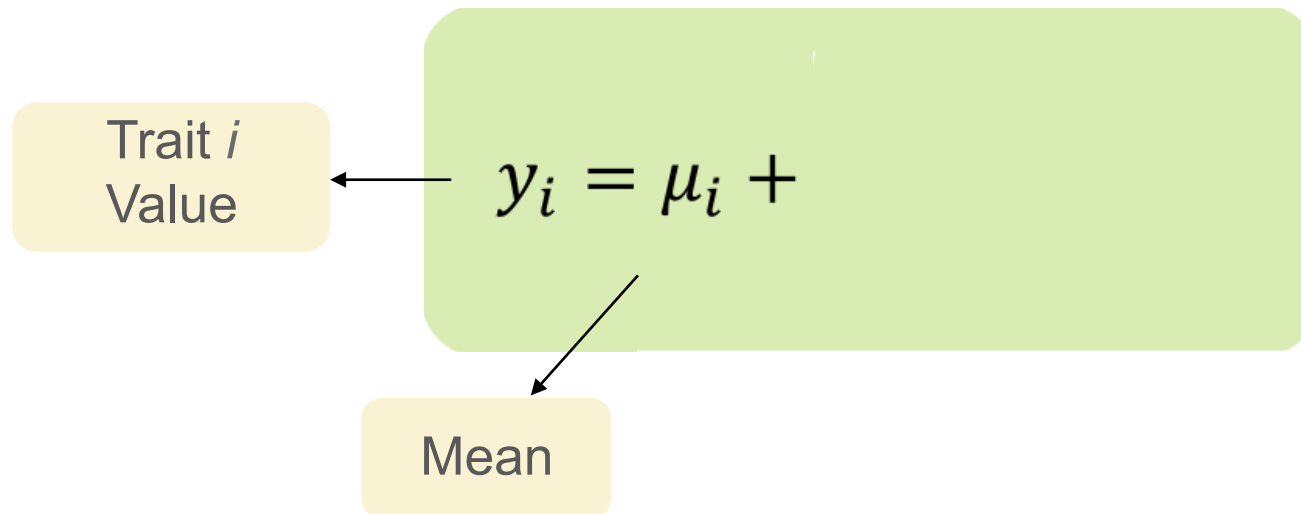 Trait i
Value
yᵢ = μᵢ +
Mean